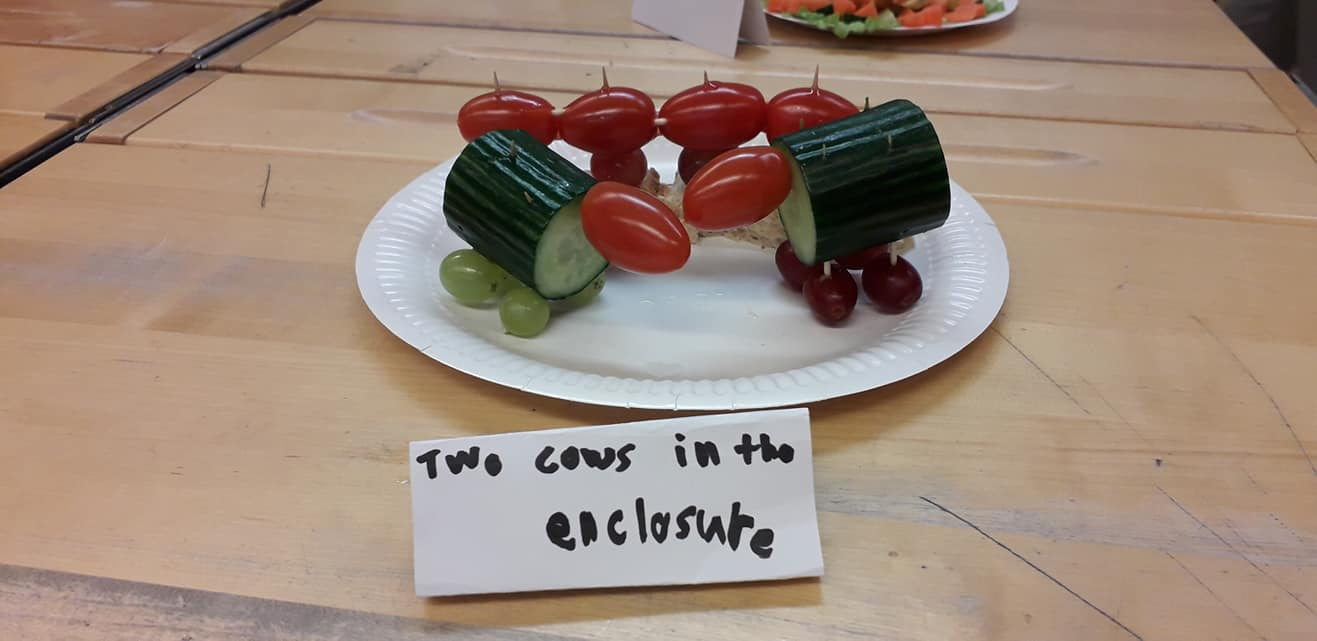 Two cows in the
enclosure